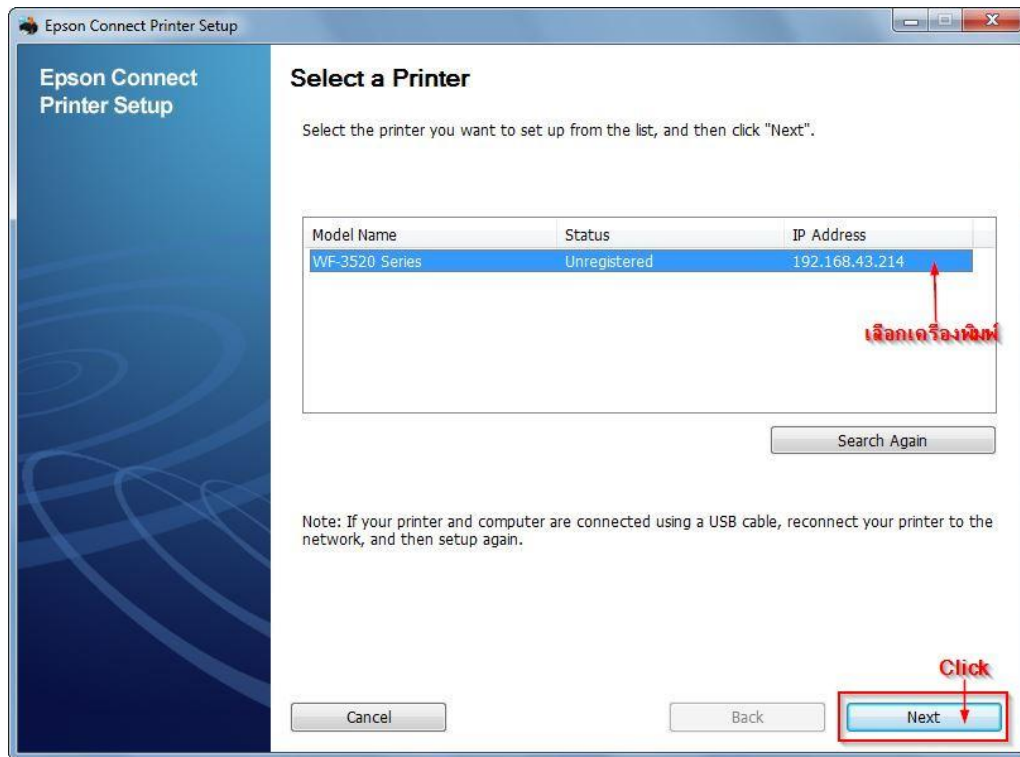 Epson Connect Printer Setup
Epson Connect
Printer Setup
Select a Printer
Select the printer you want to set up from the list, and then click "Next".
Model Name Status IP Address
WF-3520 Series Unregistered 192.168.43.214
เลือกเครื่องพิมพ์
Search Again
Note: If your printer and computer are connected using a USB cable, reconnect your printer to the
network, and then setup again.
Click
Cancel Back Next